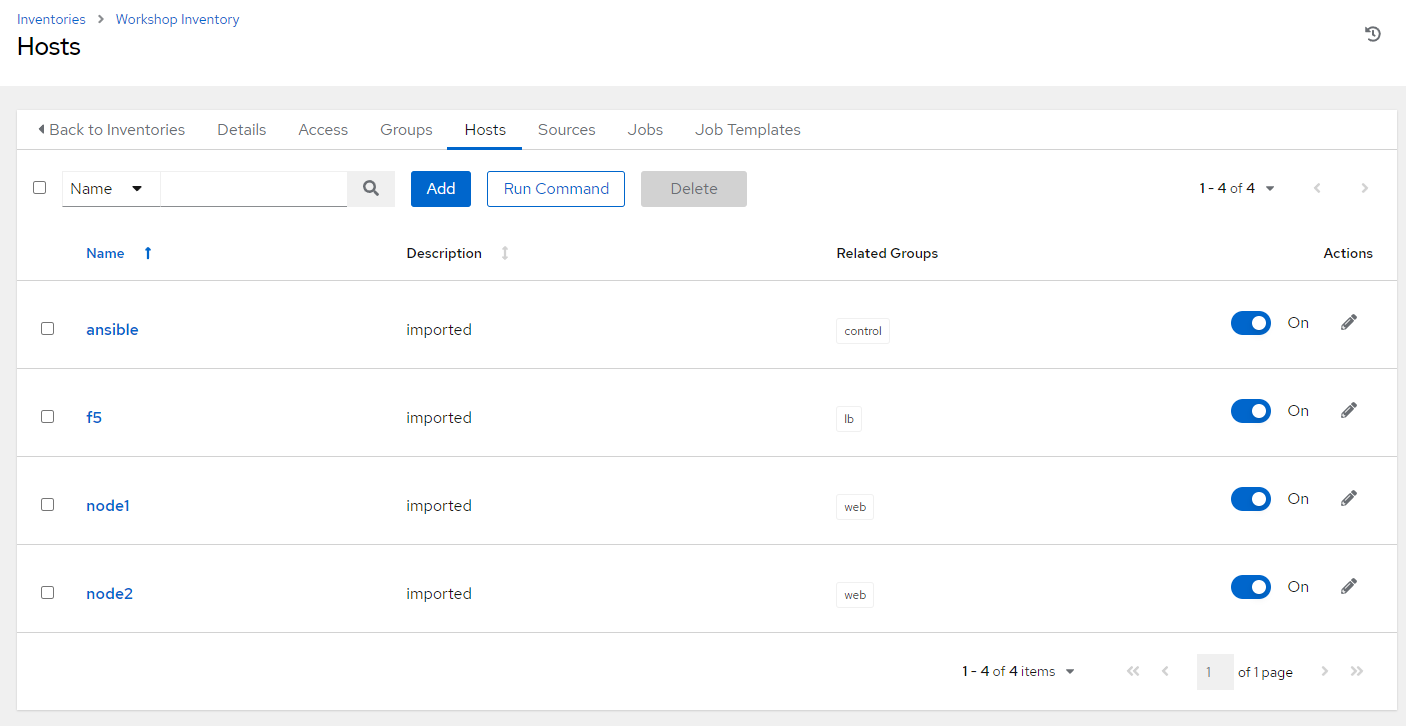 Inventories > Workshop Inventory
Hosts
Back to Inventories Details Access Groups Hosts Sources Jobs Job Templates
Name Add Run Command Delete 1 - 4 of 4
Name Description Related Groups Actions
ansible imported control On
f5 imported lb On
node1 imported web On
node2 imported web On
1 - 4 of 4 items 1 of 1 page